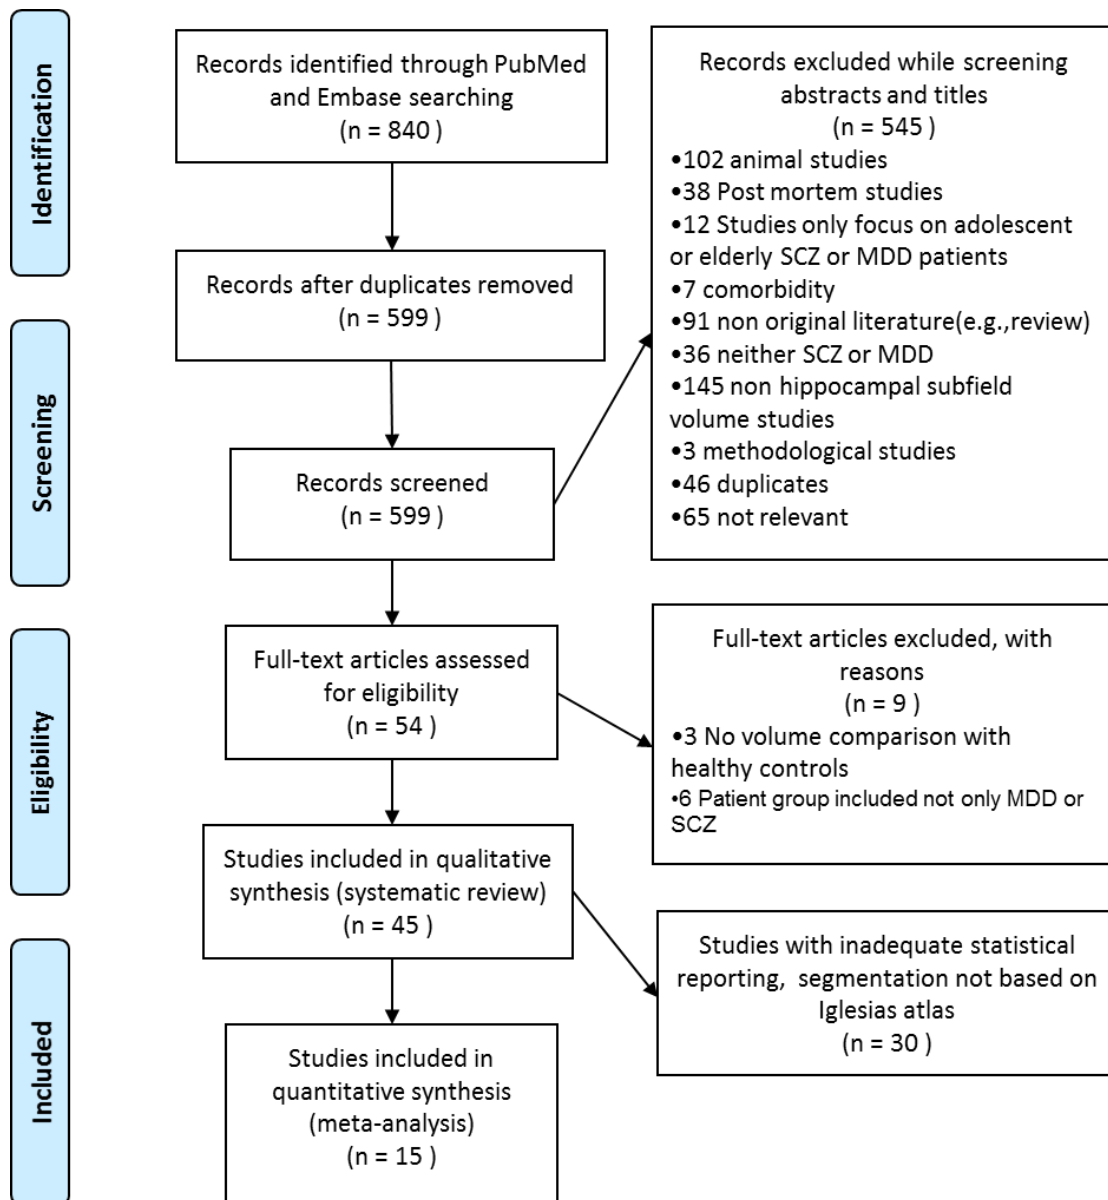 Identification
Records identified through PubMed
and Embase searching
(n = 840 )
Records after duplicates removed
(n = 599 )
Screening
Records screened
(n = 599 )
Records excluded while screening
abstracts and titles
(n = 545 )
•102 animal studies
•38 Post mortem studies
•12 Studies only focus on adolescent
or elderly SCZ or MDD patients
•7 comorbidity
•91 non original literature(e.g.,review)
•36 neither SCZ or MDD
•145 non hippocampal subfield
volume studies
•3 methodological studies
•46 duplicates
•65 not relevant
Eligibility
Full-text articles assessed
for eligibility
(n = 54 )
Full-text articles excluded, with
reasons
(n = 9 )
•3 No volume comparison with
healthy controls
•6 Patient group included not only MDD or
SCZ
Studies included in qualitative
synthesis (systematic review)
(n = 45 )
Studies with inadequate statistical
reporting,  segmentation not based on
Iglesias atlas
(n = 30 )
Included
Studies included in
quantitative synthesis
(meta-analysis)
(n = 15 )